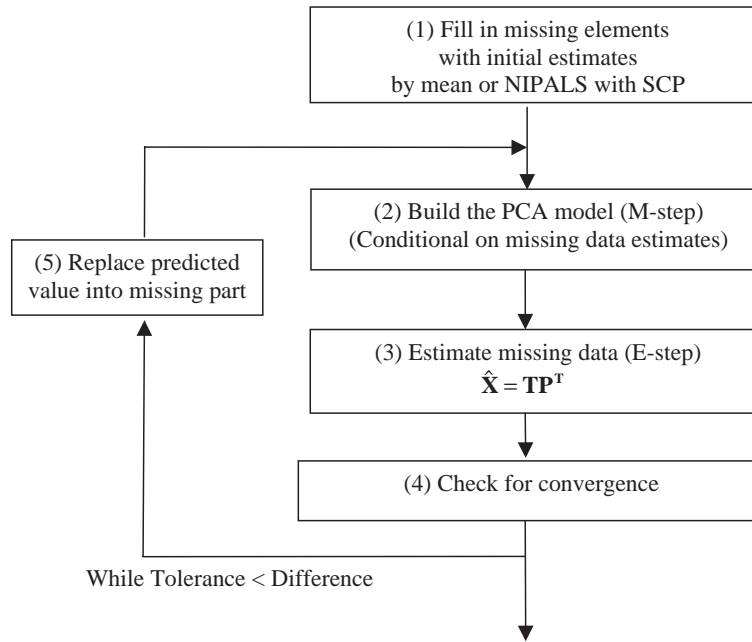 (1) Fill in missing elements
with initial estimates
by mean or NIPALS with SCP
(2) Build the PCA model (M-step)
(Conditional on missing data estimates)
(5) Replace predicted
value into missing part
(3) Estimate missing data (E-step)
X̂ = TPᵀ
(4) Check for convergence
While Tolerance < Difference